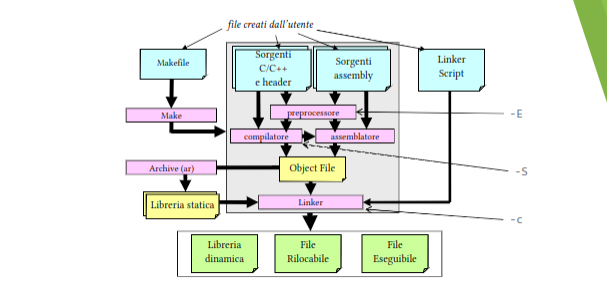 file creati dall'utente
Makefile
Sorgenti
C/C++
e header
Sorgenti
assembly
Linker
Script
Make
preprocessore
-E
compilatore
assemblatore
Archive (ar)
Object File
-S
Libreria statica
Linker
-c
Libreria
dinamica
File
Rilocabile
File
Eseguibile